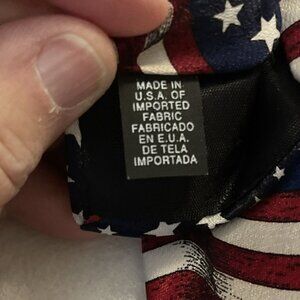 MADE IN
U.S.A. OF
IMPORTED
FABRIC
FABRICADO
EN E.U.A.
DE TELA
IMPORTADA